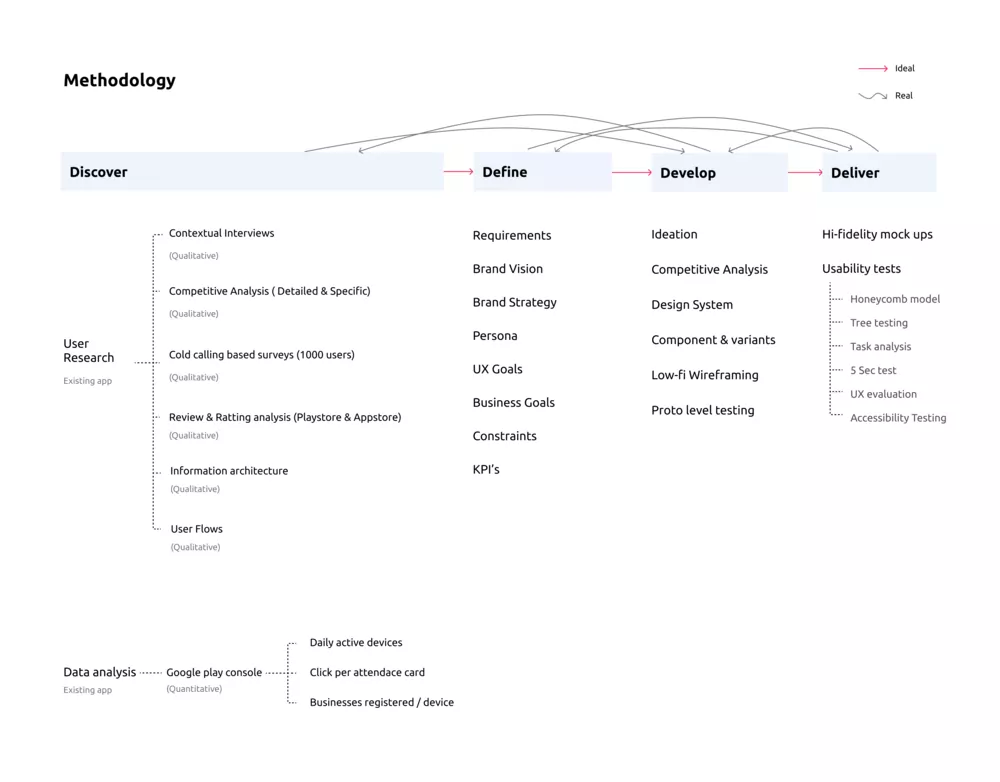 Methodology
Ideal
Real
Discover
Define
Develop
Deliver
Contextual Interviews
(Qualitative)
Competitive Analysis ( Detailed & Specific)
(Qualitative)
User
Research
Existing app
Cold calling based surveys (1000 users)
(Qualitative)
Review & Ratting analysis (Playstore & Appstore)
(Qualitative)
Information architecture
(Qualitative)
User Flows
(Qualitative)
Requirements
Brand Vision
Brand Strategy
Persona
UX Goals
Business Goals
Constraints
KPI's
Ideation
Competitive Analysis
Design System
Component & variants
Low-fi Wireframing
Proto level testing
Hi-fidelity mock ups
Usability tests
Honeycomb model
Tree testing
Task analysis
5 Sec test
UX evaluation
Accessibility Testing
Data analysis
Existing app
Google play console
(Quantitative)
Daily active devices
Click per attendace card
Businesses registered / device